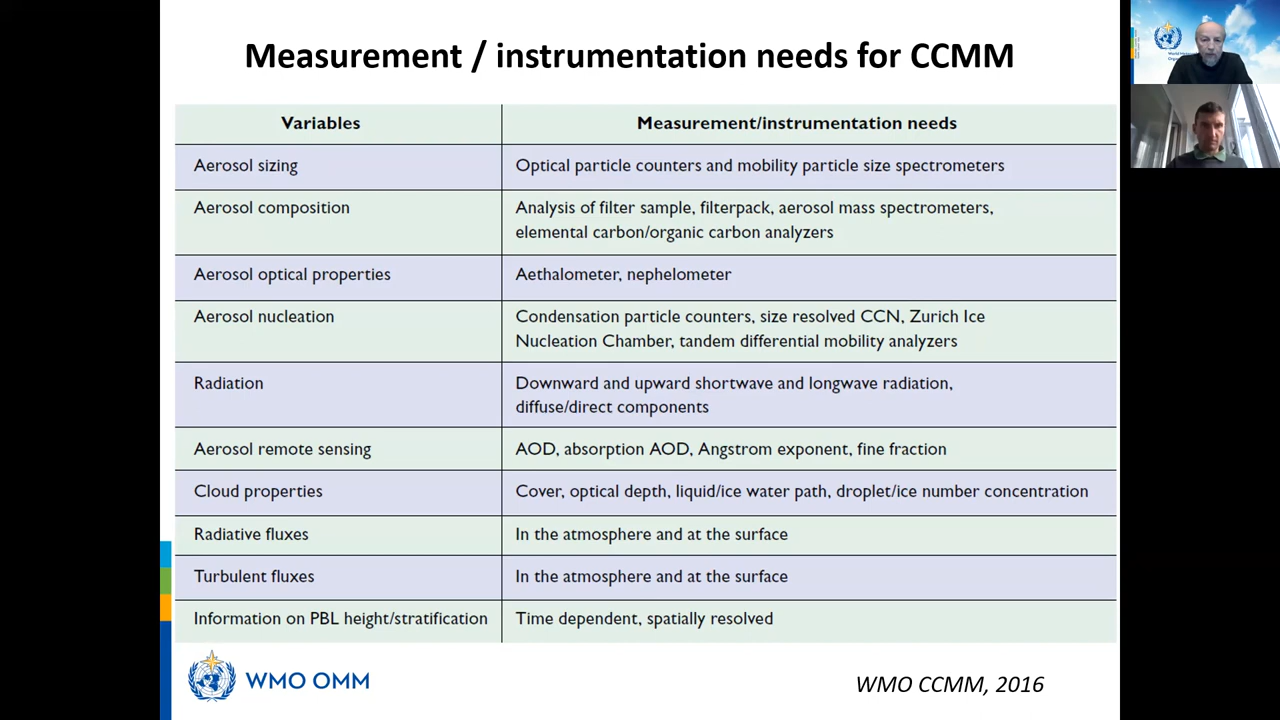 Measurement / instrumentation needs for CCMM
Variables
Measurement/instrumentation needs
Aerosol sizing
Optical particle counters and mobility particle size spectrometers
Aerosol composition
Analysis of filter sample, filterpack, aerosol mass spectrometers,
elemental carbon/organic carbon analyzers
Aerosol optical properties
Aethalometer, nephelometer
Aerosol nucleation
Condensation particle counters, size resolved CCN, Zurich Ice
Nucleation Chamber, tandem differential mobility analyzers
Radiation
Downward and upward shortwave and longwave radiation,
diffuse/direct components
Aerosol remote sensing
AOD, absorption AOD, Angstrom exponent, fine fraction
Cloud properties
Cover, optical depth, liquid/ice water path, droplet/ice number concentration
Radiative fluxes
In the atmosphere and at the surface
Turbulent fluxes
In the atmosphere and at the surface
Information on PBL height/stratification
Time dependent, spatially resolved
WMO OMM
WMO CCMM, 2016